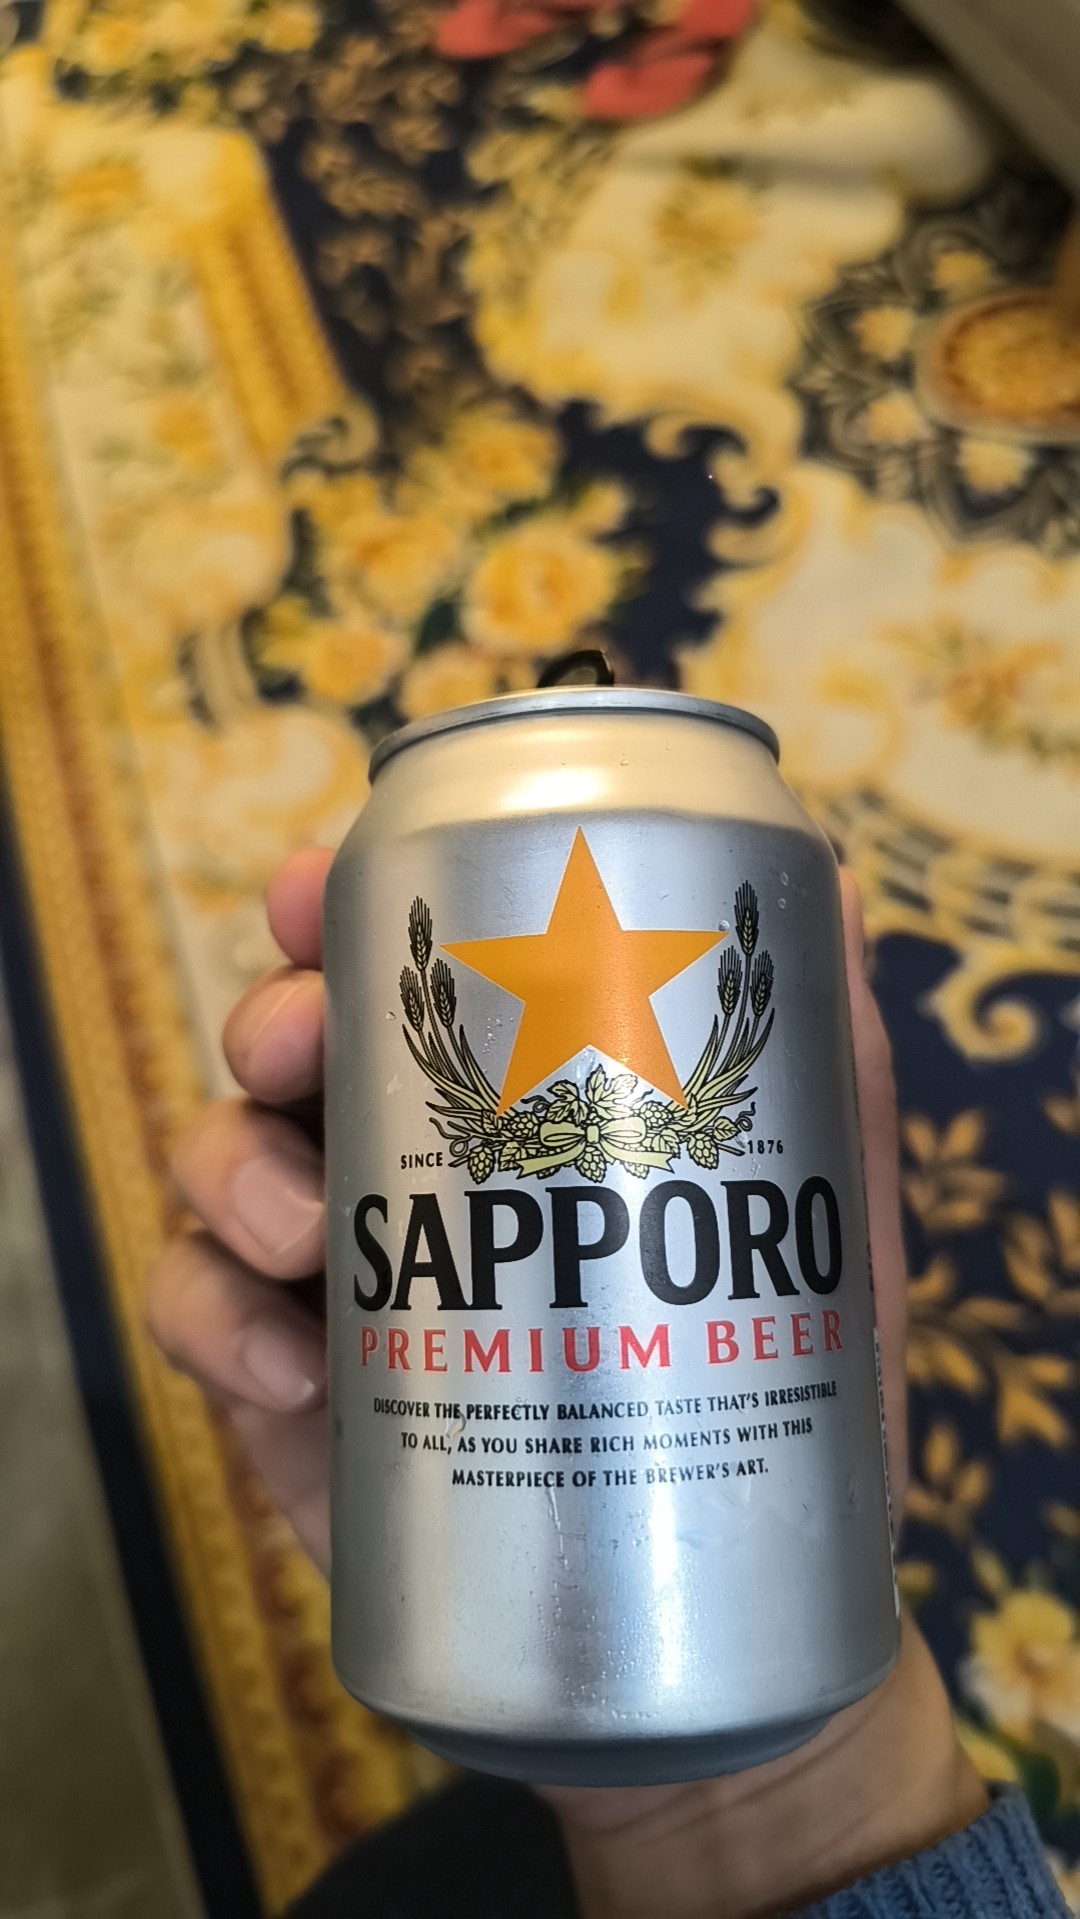 SINCE 1876
SAPPORO
PREMIUM BEER
DISCOVER THE PERFECTLY BALANCED TASTE THAT'S IRRESISTIBLE
TO ALL, AS YOU SHARE RICH MOMENTS WITH THIS
MASTERPIECE OF THE BREWER'S ART.